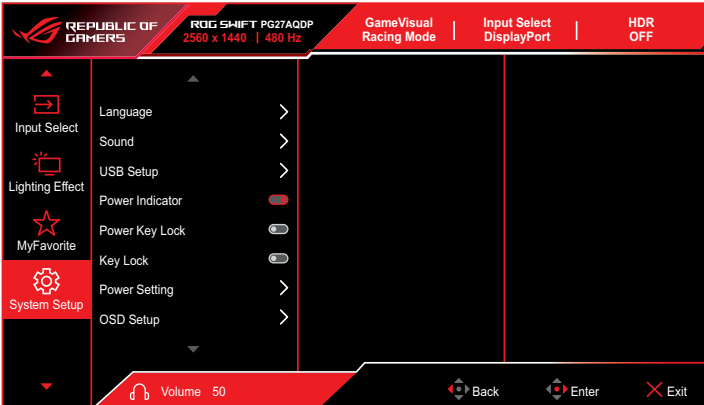 REPUBLIC OF
GAMERS
ROG SWIFT PG27AQDP
2560 x 1440 | 480 Hz
GameVisual
Racing Mode
Input Select
DisplayPort
HDR
OFF
Input Select
Lighting Effect
MyFavorite
System Setup
Language
Sound
USB Setup
Power Indicator
Power Key Lock
Key Lock
Power Setting
OSD Setup
Volume 50
Back
Enter
Exit